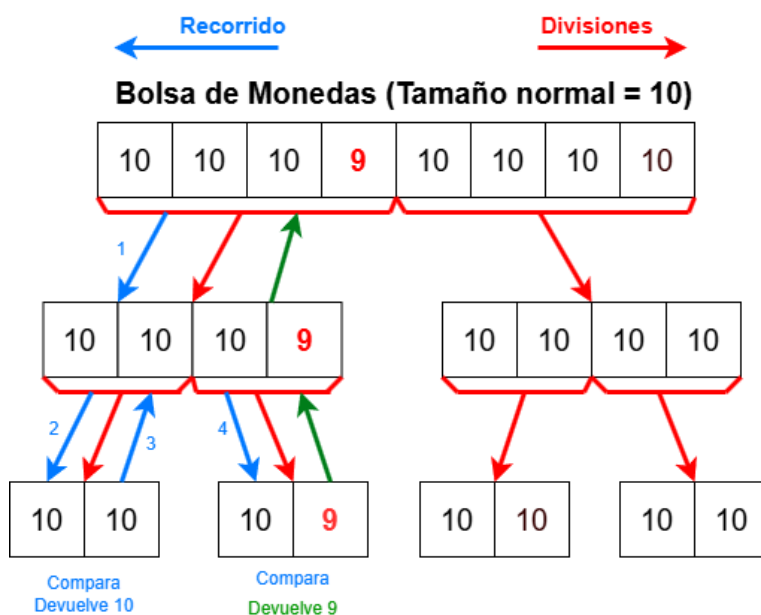 Recorrido Divisiones
Bolsa de Monedas (Tamaño normal = 10)
10 10 10 9 10 10 10 10
1
10 10 10 9 10 10 10 10
2 3 4
10 10 10 9 10 10 10 10
Compara Compara
Devuelve 10 Devuelve 9